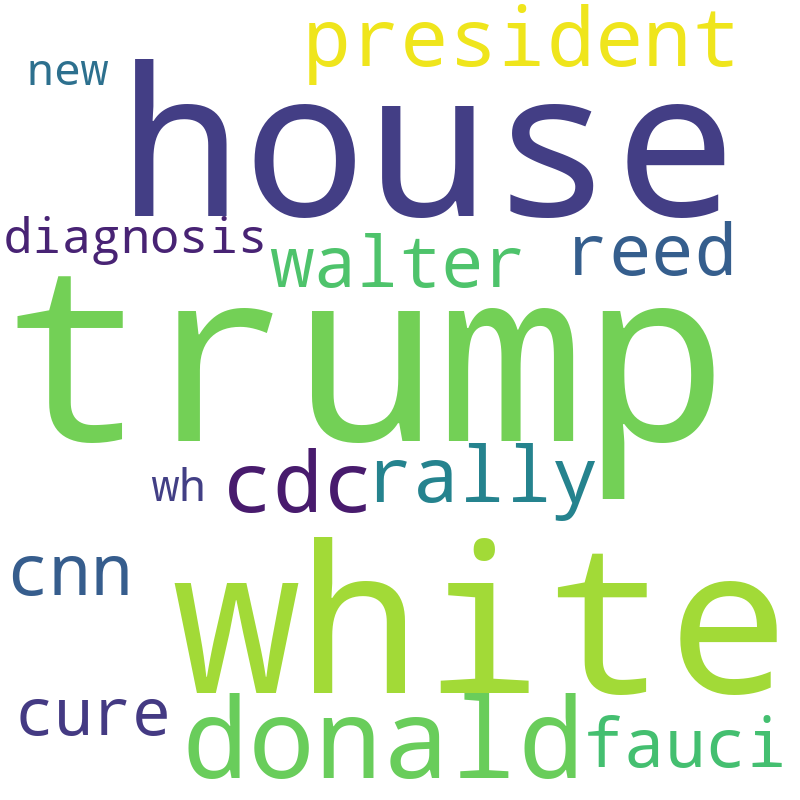 president
new
house
diagnosis walter reed
trump
wh cdc rally
cnn
white
cure
donald fauci